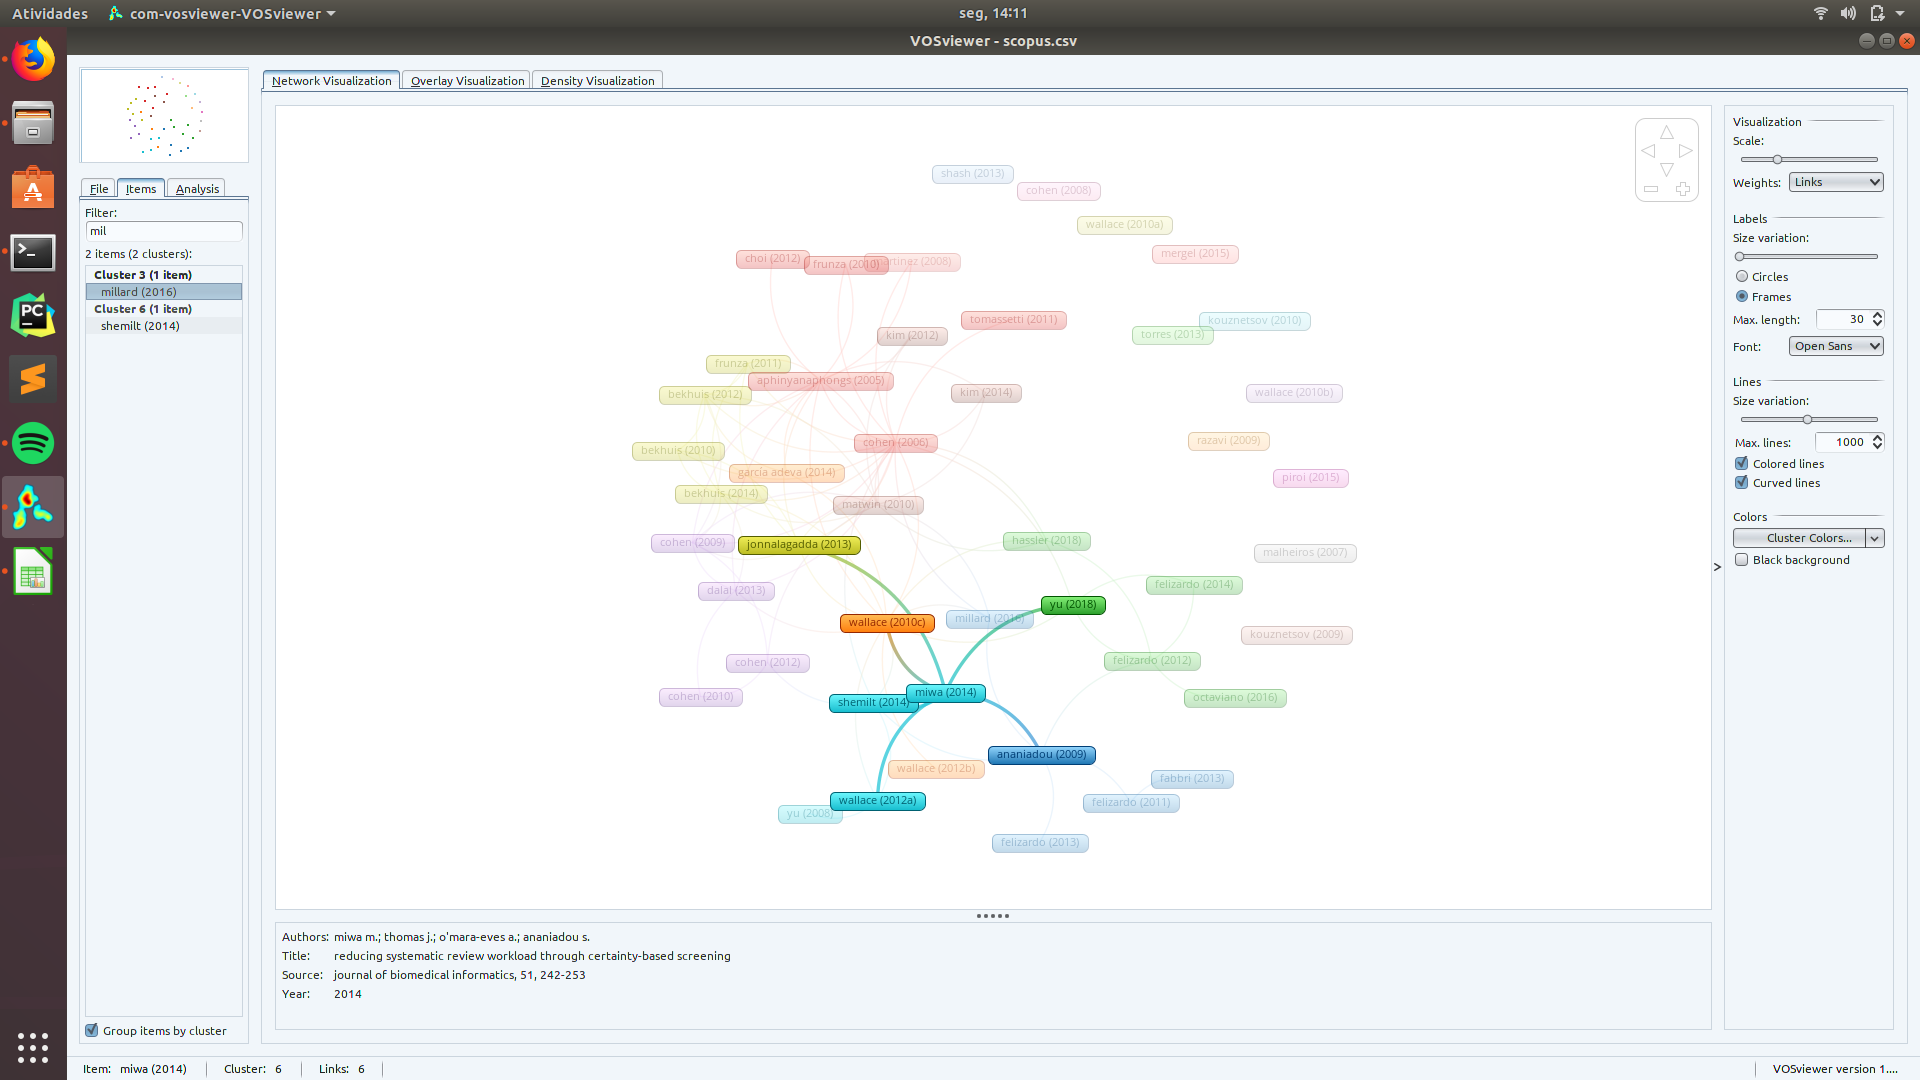 Atividades com-vosviewer-VOSviewer seg, 14:11
VOSviewer - scopus.csv
Network Visualization Overlay Visualization Density Visualization
File Items Analysis
Filter:
mil
2 items (2 clusters):
Cluster 3 (1 item)
millard (2016)
Cluster 6 (1 item)
shemilt (2014)
Group items by cluster
shash (2013)
cohen (2008)
wallace (2010a)
mergel (2015)
choi (2012)
frunza (2010)
martinez (2008)
tomassetti (2011)
kouznetsov (2010)
torres (2013)
kim (2012)
frunza (2011)
aphinyanaphongs (2005)
bekhuis (2012)
kim (2014)
wallace (2010b)
cohen (2006)
razavi (2009)
bekhuis (2010)
garcía adeva (2014)
piroi (2015)
bekhuis (2014)
matwin (2010)
cohen (2009)
jonnalagadda (2013)
hassler (2018)
malheiros (2007)
dalal (2013)
felizardo (2014)
yu (2018)
wallace (2010c)
millard (2016)
kouznetsov (2009)
cohen (2012)
felizardo (2012)
cohen (2010)
shemilt (2014)
miwa (2014)
octaviano (2016)
ananiadou (2009)
wallace (2012b)
fabbri (2013)
wallace (2012a)
felizardo (2011)
yu (2008)
felizardo (2013)
Visualization
Scale:
Weights: Links
Labels
Size variation:
Circles
Frames
Max. length: 30
Font: Open Sans
Lines
Size variation:
Max. lines: 1000
Colored lines
Curved lines
Colors
Cluster Colors...
Black background
>
Authors: miwa m.; thomas j.; o'mara-eves a.; ananiadou s.
Title: reducing systematic review workload through certainty-based screening
Source: journal of biomedical informatics, 51, 242-253
Year: 2014
Item: miwa (2014) Cluster: 6 Links: 6 VOSviewer version 1....